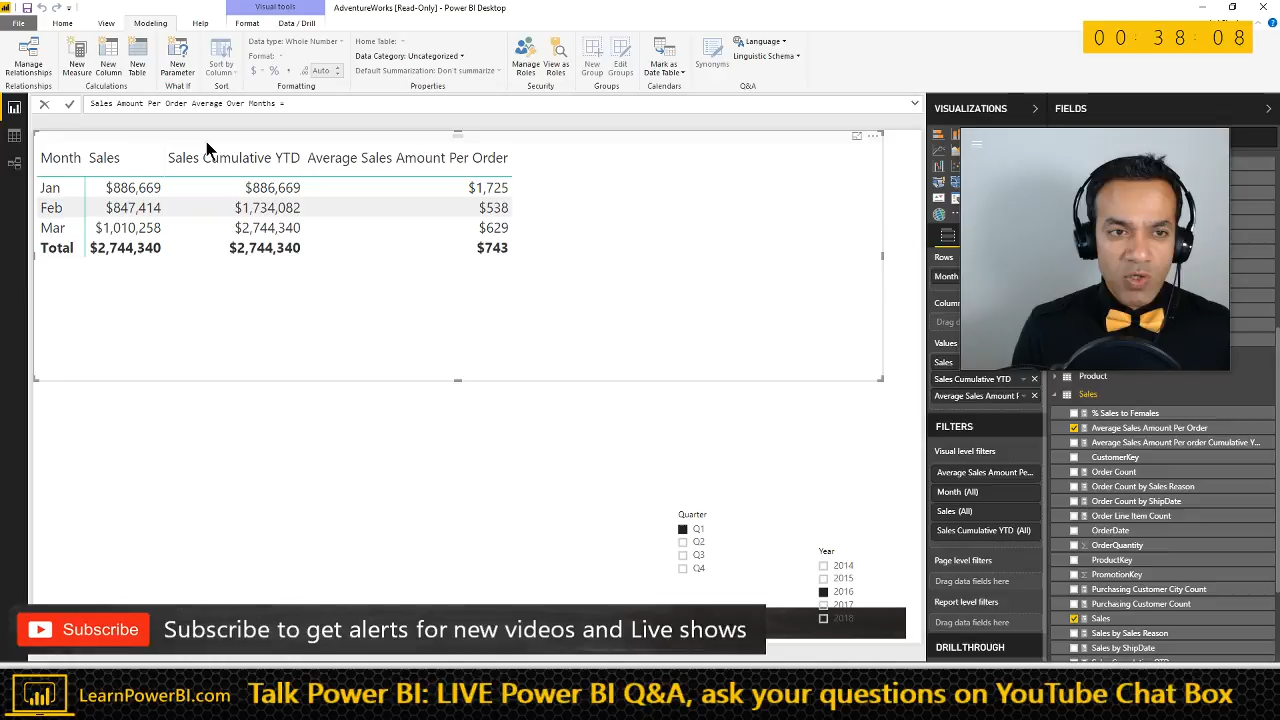 Visual tools
AdventureWorks [Read-Only] - Power BI Desktop
File Home View Modeling Help Format Data / Drill
00:38:08
Manage Relationships
New Measure
New Column
New Table
New Parameter
Sort by Column
Data type: Whole Number
Format:
$ % , Auto
Home Table:
Data Category: Uncategorized
Default Summarization: Don't summarize
Manage Roles
View as Roles
New Group
Edit Groups
Mark as Date Table
Synonyms
Language
Linguistic Schema
Relationships Calculations What If Sort Formatting Properties Security Groups Calendars Q&A
Sales Amount Per Order Average Over Months =
Month Sales Sales Cumulative YTD Average Sales Amount Per Order
Jan $886,669 $886,669 $1,725
Feb $847,414 $1,734,082 $538
Mar $1,010,258 $2,744,340 $629
Total $2,744,340 $2,744,340 $743
Quarter
Q1
Q2
Q3
Q4
Year
2014
2015
2016
2017
2018
VISUALIZATIONS
Rows
Month
Values
Sales
Sales Cumulative YTD
Average Sales Amount
FILTERS
Visual level filters
Average Sales Amount Pe...
Month (All)
Sales (All)
Sales Cumulative YTD (All)
Page level filters
Drag data fields here
Report level filters
Drag data fields here
DRILLTHROUGH
FIELDS
Product
Sales
% Sales to Females
Average Sales Amount Per Order
Average Sales Amount Per order Cumulative Y...
CustomerKey
Order Count
Order Count by Sales Reason
Order Count by ShipDate
Order Line Item Count
OrderDate
OrderQuantity
ProductKey
PromotionKey
Purchasing Customer City Count
Purchasing Customer Count
Sales
Sales by Sales Reason
Sales by ShipDate
Subscribe
Subscribe to get alerts for new videos and Live shows
LearnPowerBI.com
Talk Power BI: LIVE Power BI Q&A, ask your questions on YouTube Chat Box